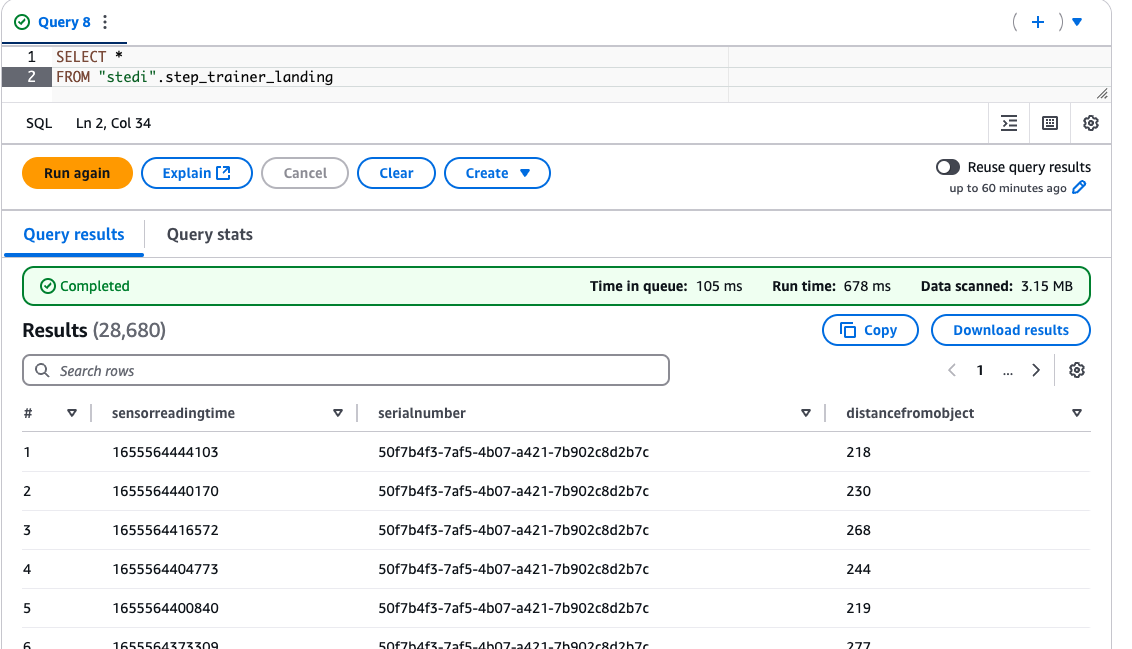 Query 8
1 SELECT *
2 FROM "stedi".step_trainer_landing
SQL Ln 2, Col 34
Run again Explain Cancel Clear Create
Reuse query results
up to 60 minutes ago
Query results Query stats
Completed Time in queue: 105 ms Run time: 678 ms Data scanned: 3.15 MB
Results (28,680) Copy Download results
Search rows 1 ...
# sensorreadingtime serialnumber distancefromobject
1 1655564444103 50f7b4f3-7af5-4b07-a421-7b902c8d2b7c 218
2 1655564440170 50f7b4f3-7af5-4b07-a421-7b902c8d2b7c 230
3 1655564416572 50f7b4f3-7af5-4b07-a421-7b902c8d2b7c 268
4 1655564404773 50f7b4f3-7af5-4b07-a421-7b902c8d2b7c 244
5 1655564400840 50f7b4f3-7af5-4b07-a421-7b902c8d2b7c 219
6 1655564373309 50f7b4f3-7af5-4b07-a421-7b902c8d2b7c 277